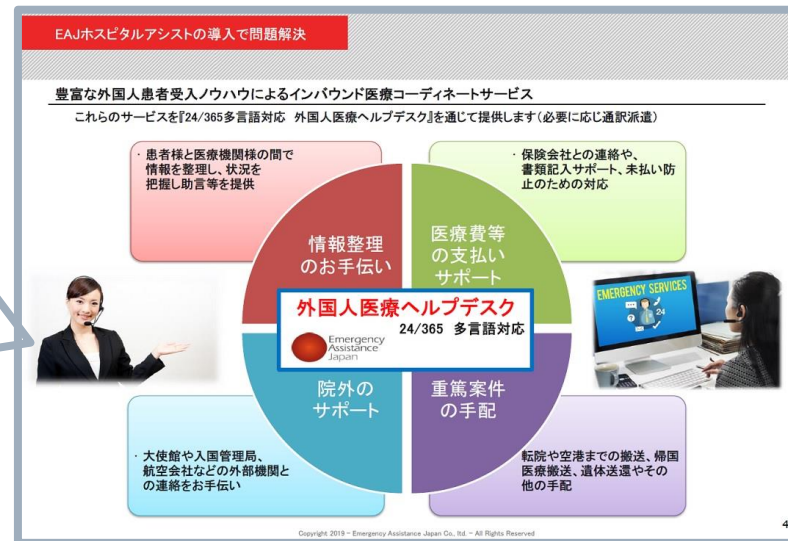 EAJホスピタルアシストの導入で問題解決
豊富な外国人患者受入ノウハウによるインバウンド医療コーディネートサービス
これらのサービスを『24/365多言語対応 外国人医療ヘルプデスク』を通じて提供します(必要に応じ通訳派遣)
・患者様と医療機関様の間で
情報を整理し、状況を
把握し助言等を提供
・保険会社との連絡や、
書類記入サポート、未払い防
止のための対応
情報整理
のお手伝い
医療費等
の支払い
サポート
外国人医療ヘルプデスク
24/365 多言語対応
Emergency
Assistance
Japan
EMERGENCY SERVICES
24
院外の
サポート
重篤案件
の手配
・大使館や入国管理局、
航空会社などの外部機関と
の連絡をお手伝い
転院や空港までの搬送、帰国
医療搬送、遺体送還やその
他の手配
Copyright 2019 - Emergency Assistance Japan Co., ltd. - All Rights Reserved
4